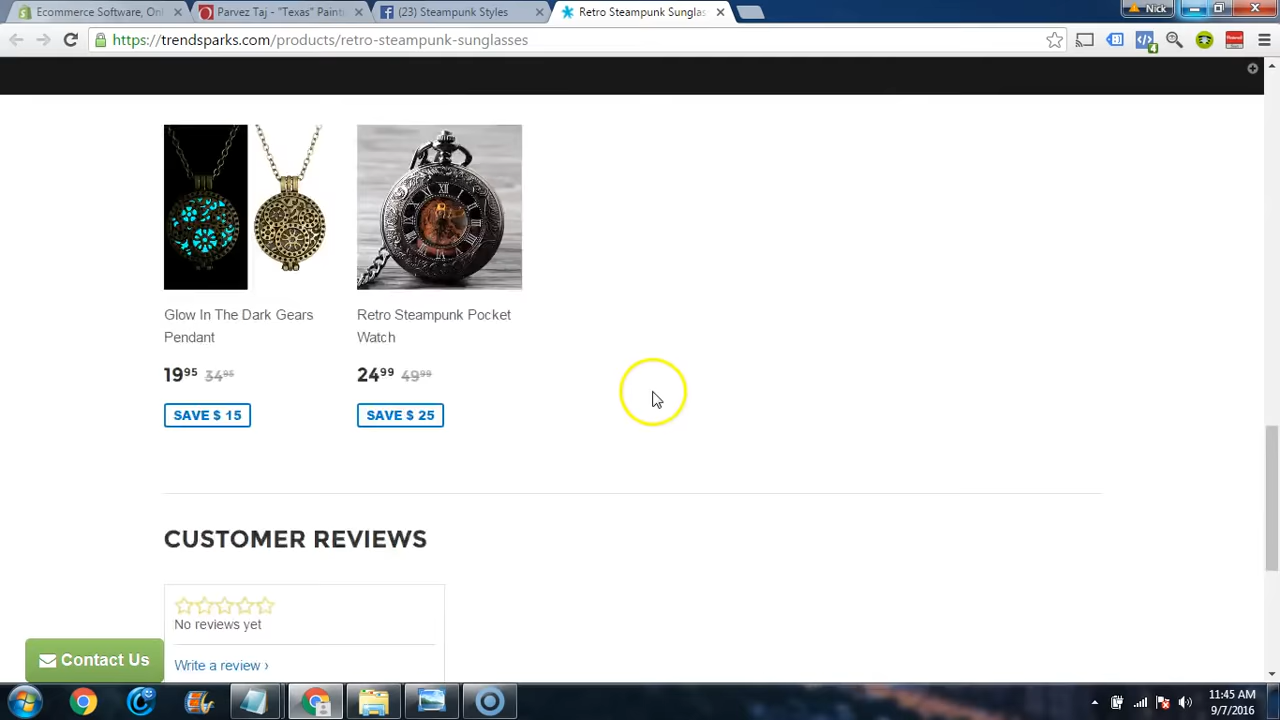 Ecommerce Software, Onl
Parvez Taj - "Texas" Paint
(23) Steampunk Styles
Retro Steampunk Sunglas
Nick
https://trendsparks.com/products/retro-steampunk-sunglasses
4
Glow In The Dark Gears
Pendant
19 95 34 95
SAVE $ 15
Retro Steampunk Pocket
Watch
24 99 49 99
SAVE $ 25
CUSTOMER REVIEWS
No reviews yet
Write a review ›
Contact Us
11:45 AM
9/7/2016